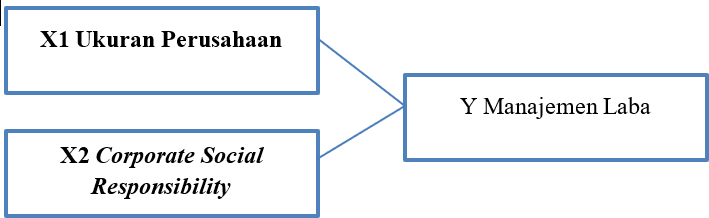 X1 Ukuran Perusahaan
X2 Corporate Social
Responsibility
Y Manajemen Laba